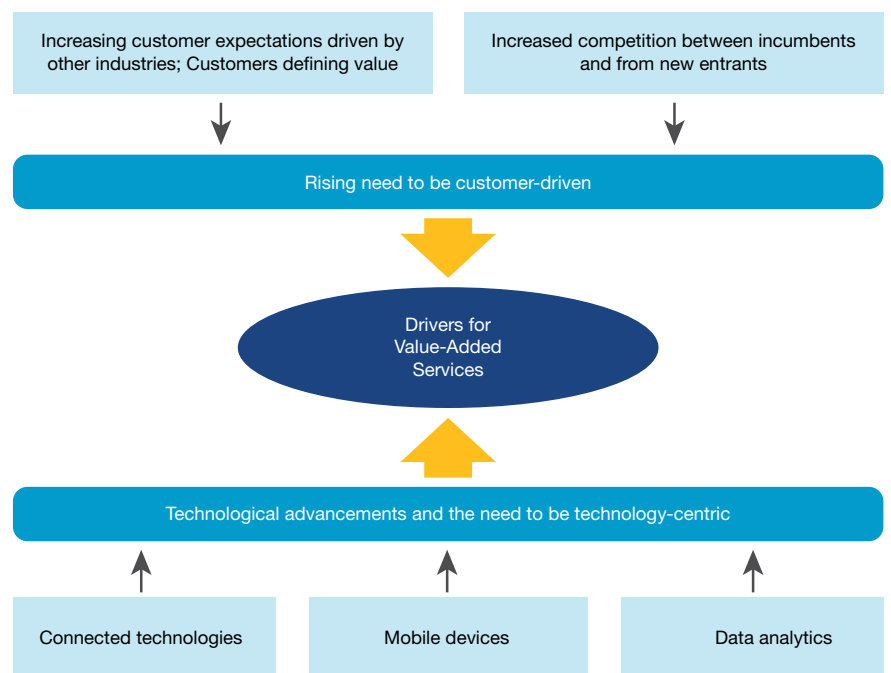 Increasing customer expectations driven by
other industries; Customers defining value
Increased competition between incumbents
and from new entrants
Rising need to be customer-driven
Drivers for
Value-Added
Services
Technological advancements and the need to be technology-centric
Connected technologies
Mobile devices
Data analytics